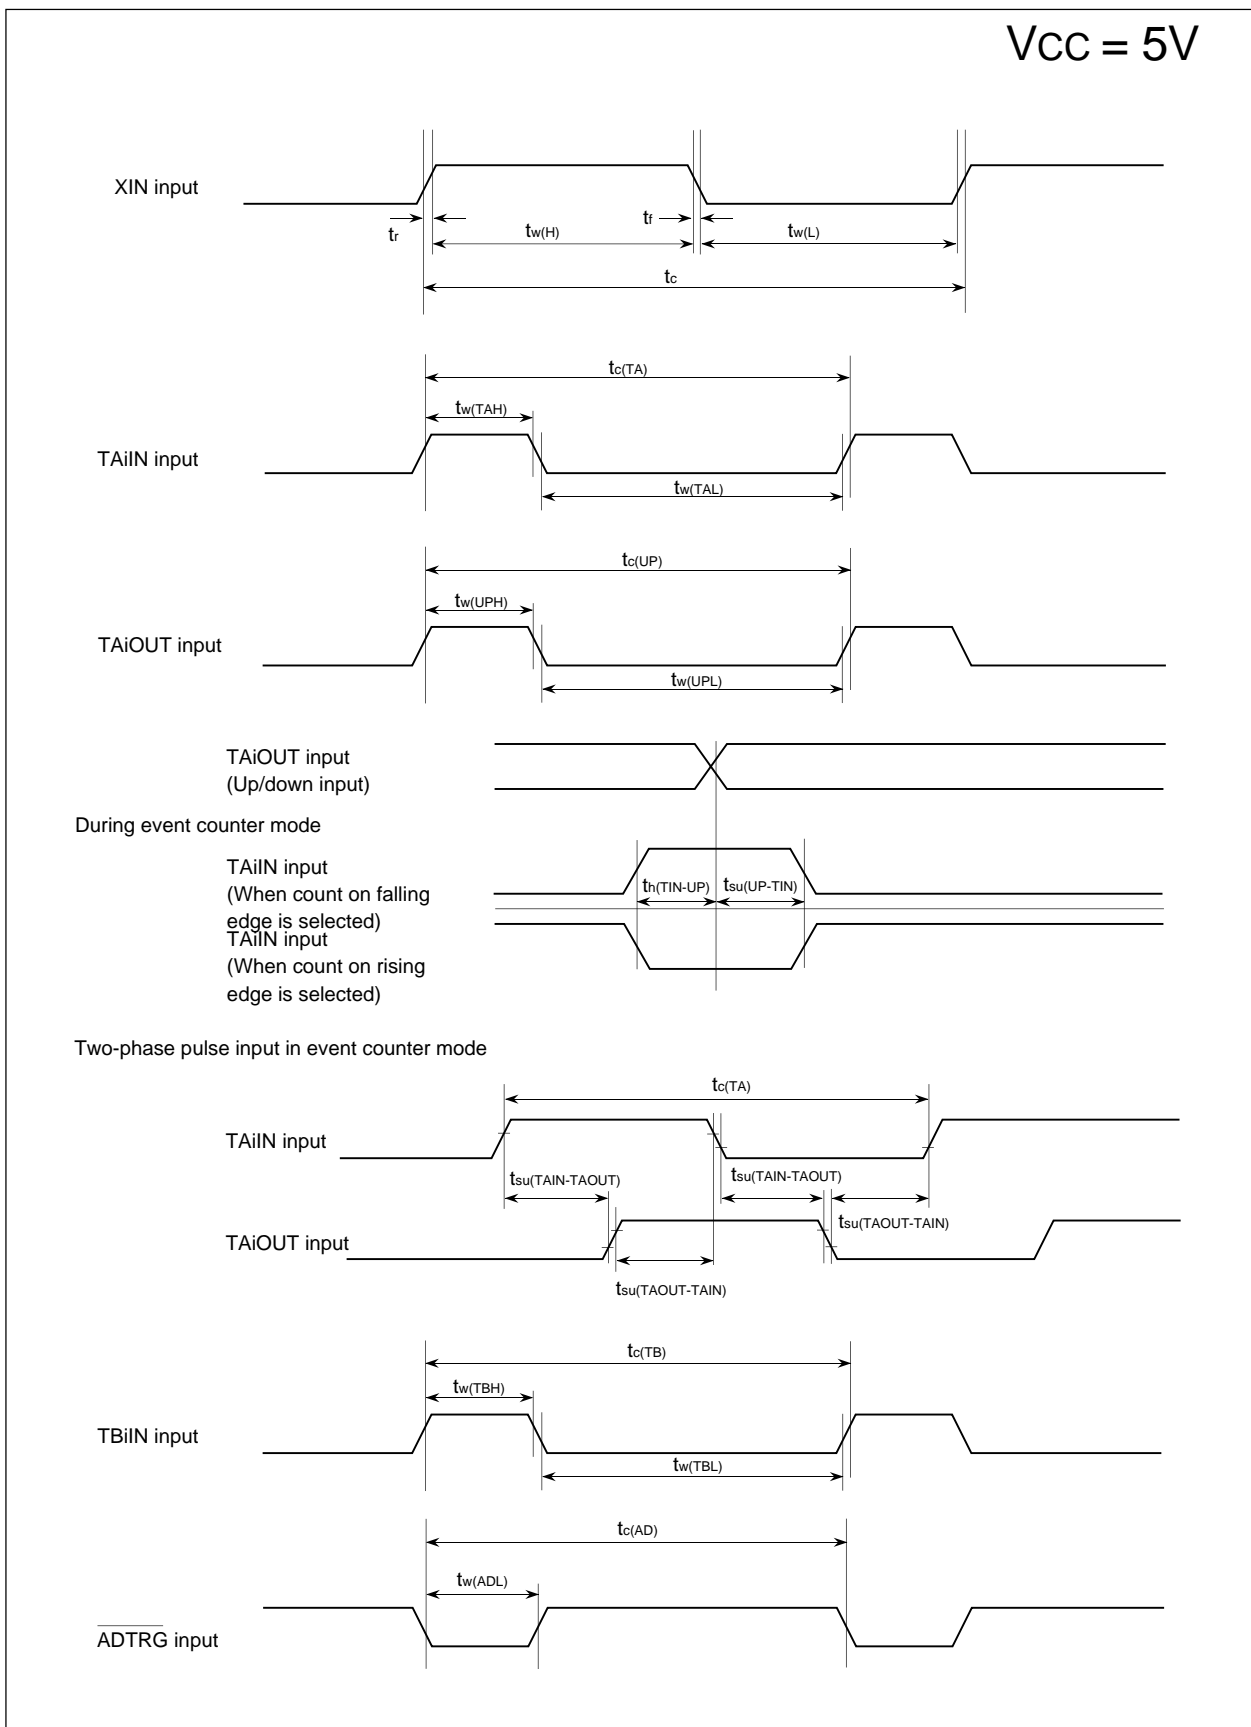 VCC = 5V
XIN input
tr
tw(H)
tf
tw(L)
tc
tc(TA)
tw(TAH)
TAiIN input
tw(TAL)
tc(UP)
tw(UPH)
TAiOUT input
tw(UPL)
TAiOUT input
(Up/down input)
During event counter mode
TAiIN input
(When count on falling
edge is selected)
th(TIN-UP)
tsu(UP-TIN)
TAiIN input
(When count on rising
edge is selected)
Two-phase pulse input in event counter mode
tc(TA)
TAiIN input
tsu(TAIN-TAOUT)
tsu(TAIN-TAOUT)
tsu(TAOUT-TAIN)
TAiOUT input
tsu(TAOUT-TAIN)
tc(TB)
tw(TBH)
TBiIN input
tw(TBL)
tc(AD)
tw(ADL)
ADTRG input